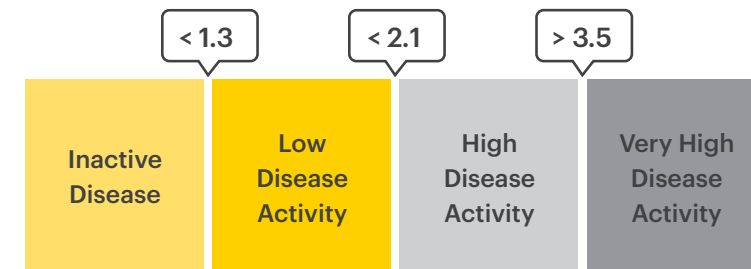 < 1.3
< 2.1
> 3.5
Inactive
Disease
Low
Disease
Activity
High
Disease
Activity
Very High
Disease
Activity